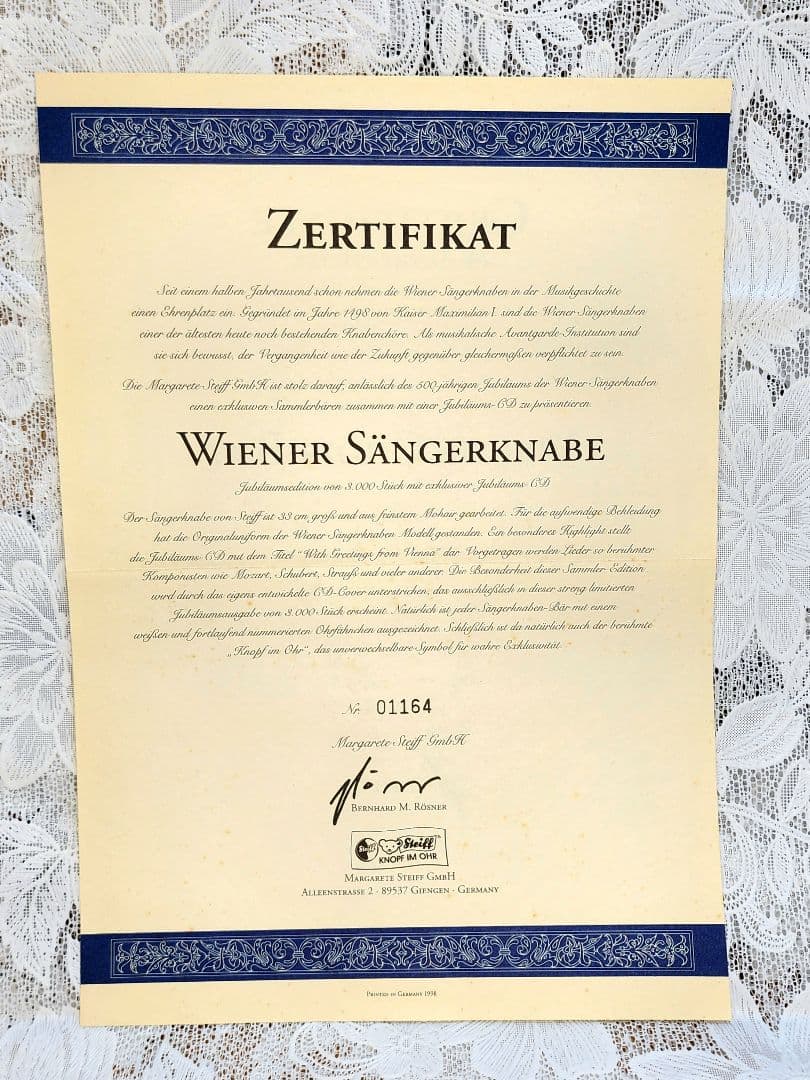 ZERTIFIKAT
Seit einem halben Jahrtausend schon nehmen die Wiener Sängerknaben in der Musikgeschichte
einen Ehrenplatz ein. Gegründet im Jahre 1498 von Kaiser Maximilian I. sind die Wiener Sängerknaben
einer der ältesten heute noch bestehenden Knabenchöre. Als musikalische Avantgarde-Institution sind
sie sich bewusst, der Vergangenheit wie der Zukunft gegenüber gleichermaßen verpflichtet zu sein.
Die Margarete Steiff GmbH ist stolz darauf, anlässlich des 500-jährigen Jubiläums der Wiener Sängerknaben
einen exklusiven Sammlerbären zusammen mit einer Jubiläums-CD zu präsentieren
WIENER SÄNGERKNABE
Jubiläumsedition von 3.000 Stück mit exklusiver Jubiläums-CD
Der Sängerknabe von Steiff ist 33 cm groß und aus feinstem Mohair gearbeitet. Für die aufwendige Bekleidung
hat die Originaluniform der Wiener Sängerknaben Modell gestanden. Ein besonderes Highlight stellt
die Jubiläums-CD mit dem Titel "With Greetings from Vienna" dar. Vorgetragen werden Lieder so berühmter
Komponisten wie Mozart, Schubert, Strauß und vieler anderer. Die Besonderheit dieser Sammler-Edition
wird durch das eigens entwickelte CD-Cover unterstrichen, das ausschließlich in dieser streng limitierten
Jubiläumsausgabe von 3.000 Stück erscheint. Natürlich ist jeder Sängerknaben-Bär mit einem
weißen und fortlaufend nummerierten Ohrfähnchen ausgezeichnet. Schließlich ist da natürlich auch der berühmte
„Knopf im Ohr", das unverwechselbare Symbol für wahre Exklusivität.
Nr. 01164
Margarete Steiff GmbH
BERNHARD M. RÖSNER
Steiff Steiff
KNOPF IM OHR
MARGARETE STEIFF GMBH
ALLEENSTRASSE 2 · 89537 GIENGEN · GERMANY
PRINTED IN GERMANY 1998